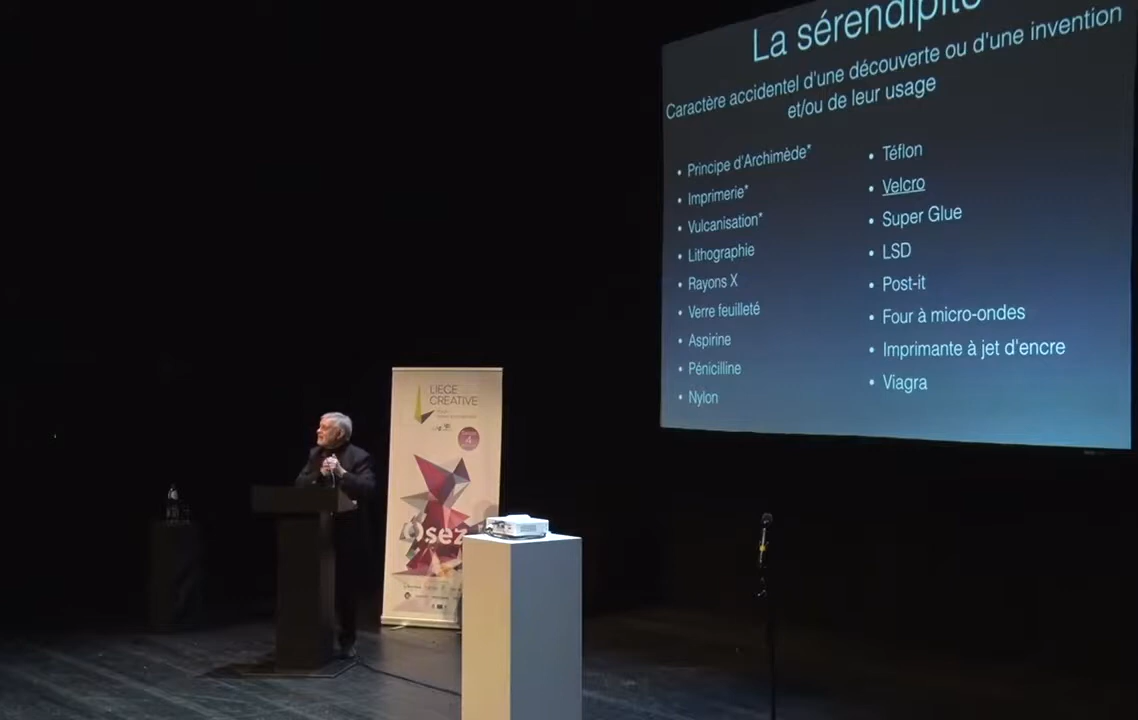 La sérendipité
Caractère accidentel d'une découverte ou d'une invention
et/ou de leur usage
• Principe d'Archimède*
• Imprimerie*
• Vulcanisation*
• Lithographie
• Rayons X
• Verre feuilleté
• Aspirine
• Pénicilline
• Nylon
• Téflon
• Velcro
• Super Glue
• LSD
• Post-it
• Four à micro-ondes
• Imprimante à jet d'encre
• Viagra
LIEGE
CREATIVE
4
Osez